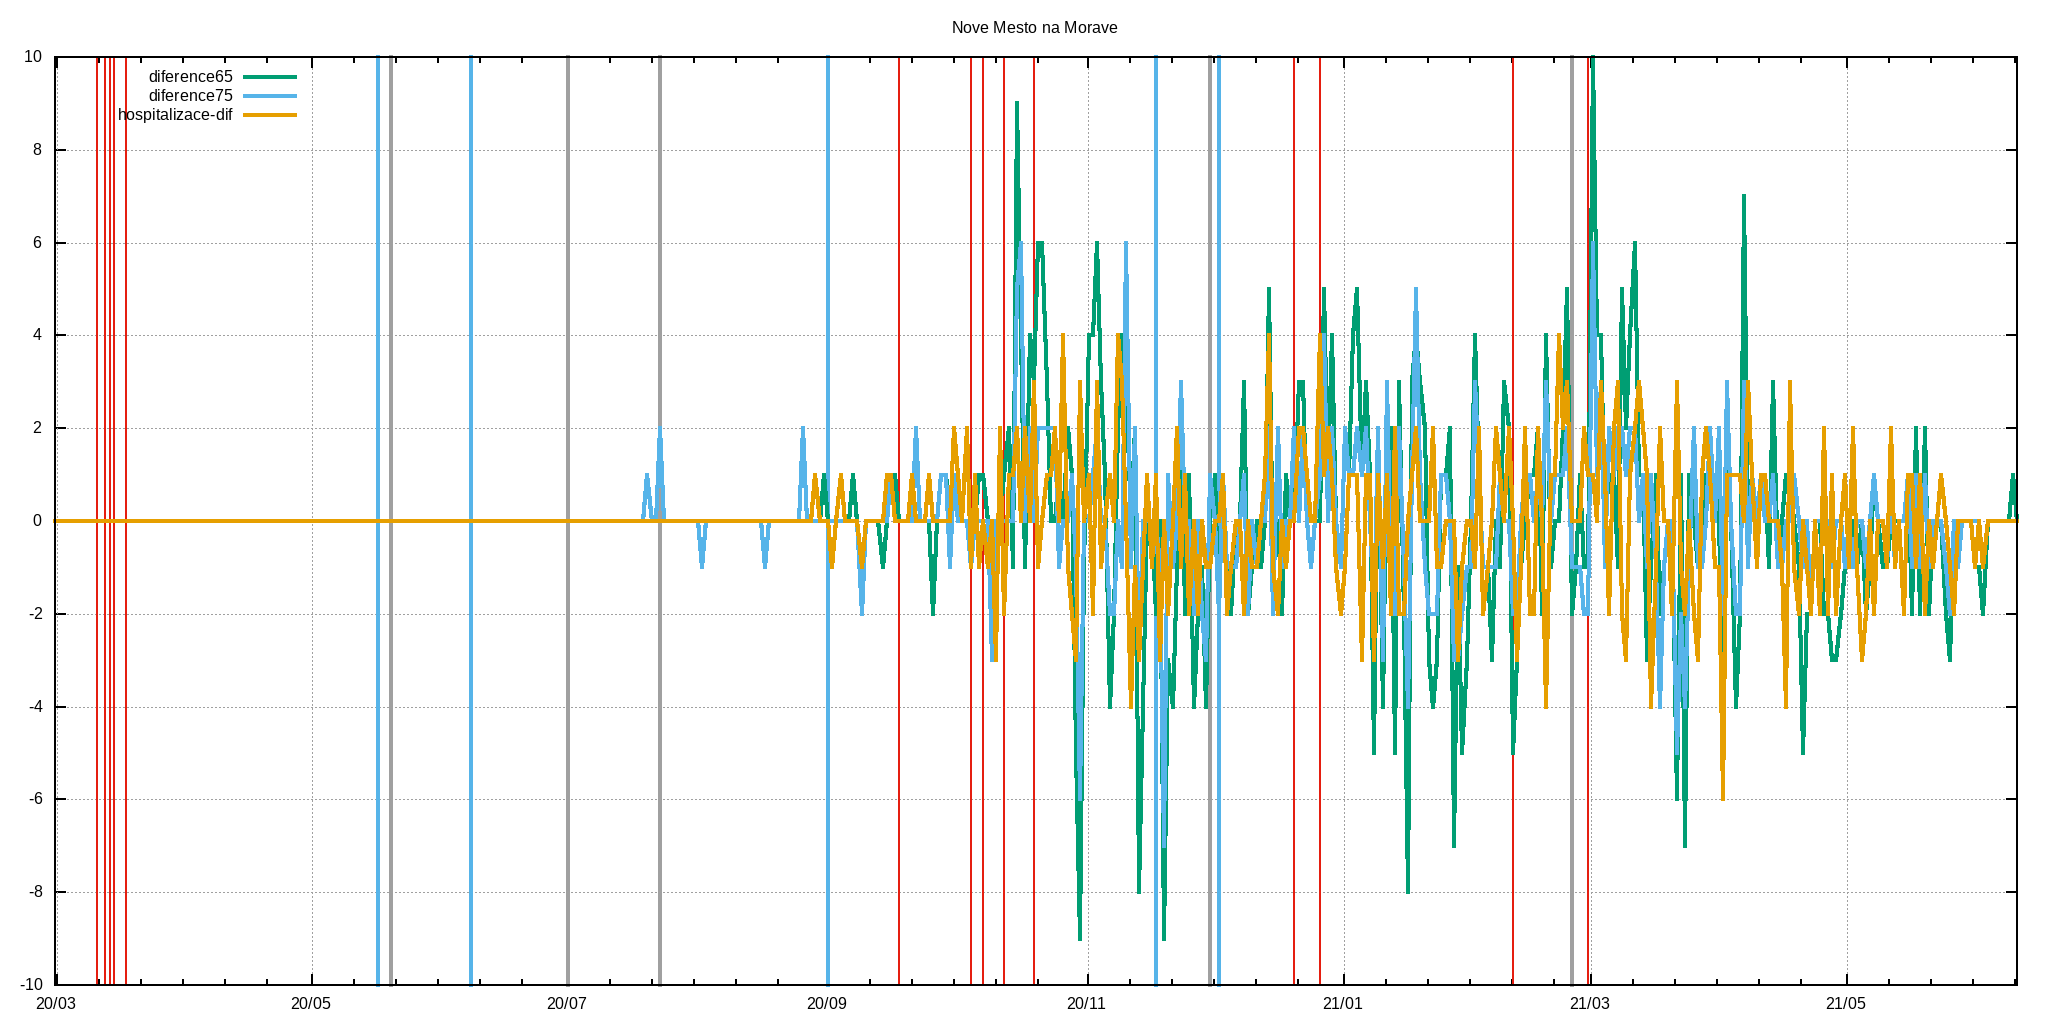 Nove Mesto na Morave
10
diference65
diference75
hospitalizace-dif
8
6
4
2
0
-2
-4
-6
-8
-10
20/03 20/05 20/07 20/09 20/11 21/01 21/03 21/05